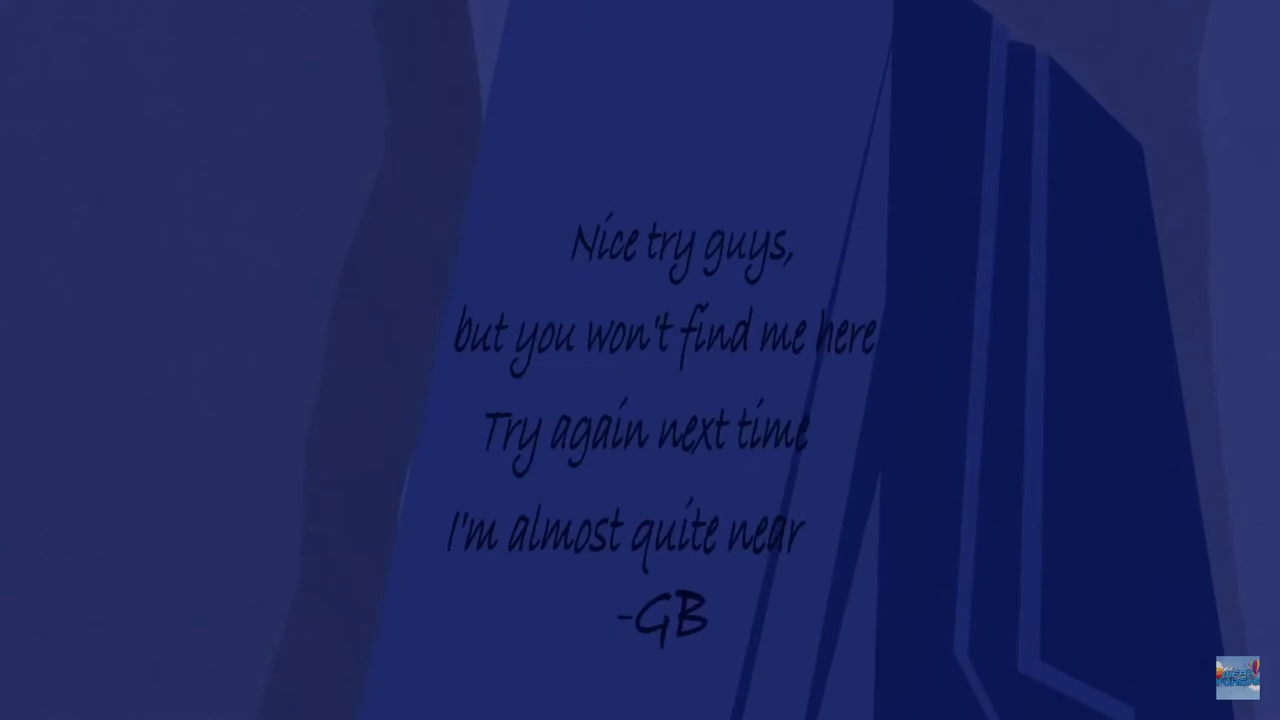 Nice try guys,
but you won't find me here
Try again next time
I'm almost quite near
-GB